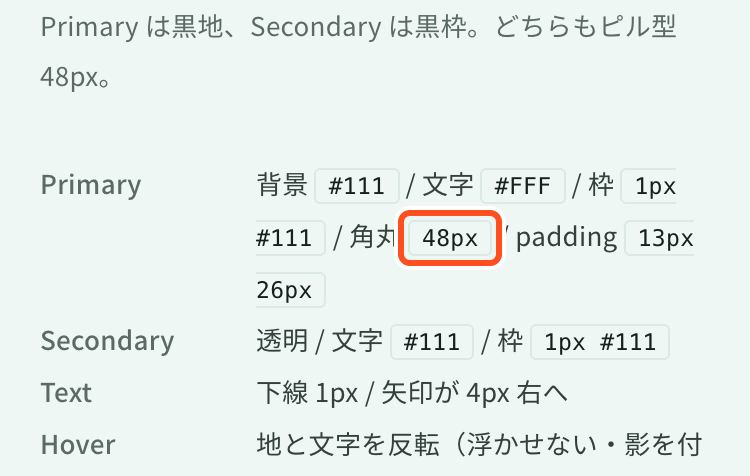 Primary は黒地、Secondary は黒枠。どちらもピル型
48px。
Primary 背景 #111 / 文字 #FFF / 枠 1px
#111 / 角丸 48px / padding 13px
26px
Secondary 透明 / 文字 #111 / 枠 1px #111
Text 下線 1px / 矢印が 4px 右へ
Hover 地と文字を反転（浮かせない・影を付